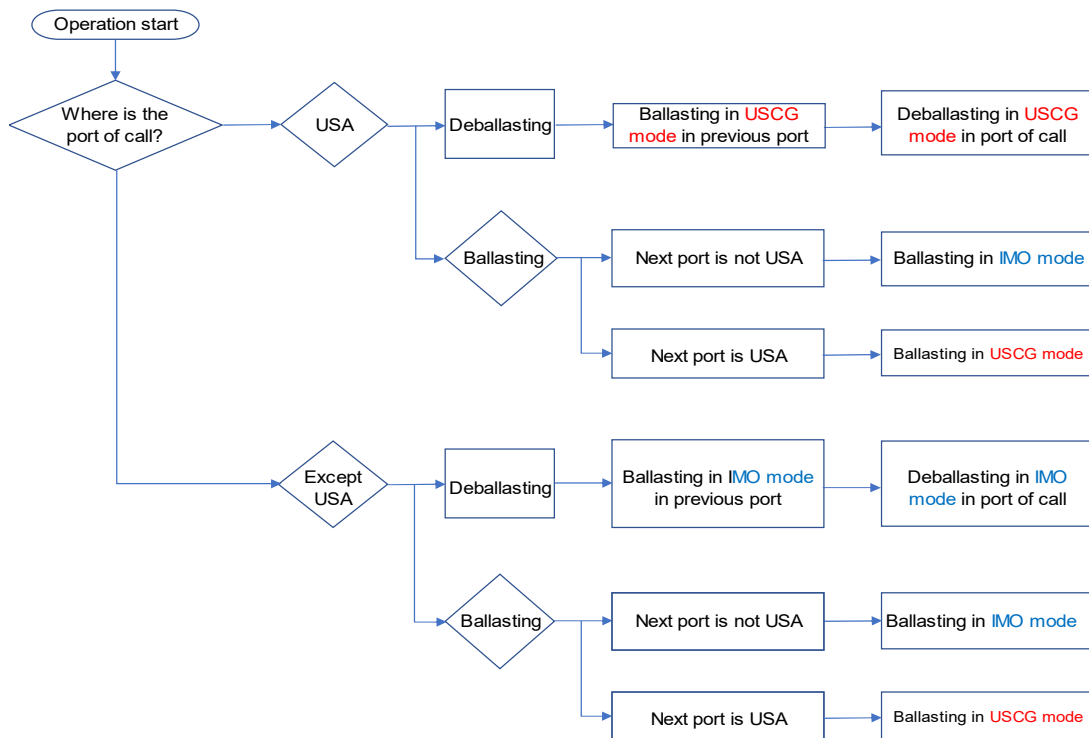 Operation start
Where is the
port of call?
USA
Deballasting
Ballasting in USCG
mode in previous port
Deballasting in USCG
mode in port of call
Ballasting
Next port is not USA
Ballasting in IMO mode
Next port is USA
Ballasting in USCG mode
Except
USA
Deballasting
Ballasting in IMO mode
in previous port
Deballasting in IMO
mode in port of call
Ballasting
Next port is not USA
Ballasting in IMO mode
Next port is USA
Ballasting in USCG mode